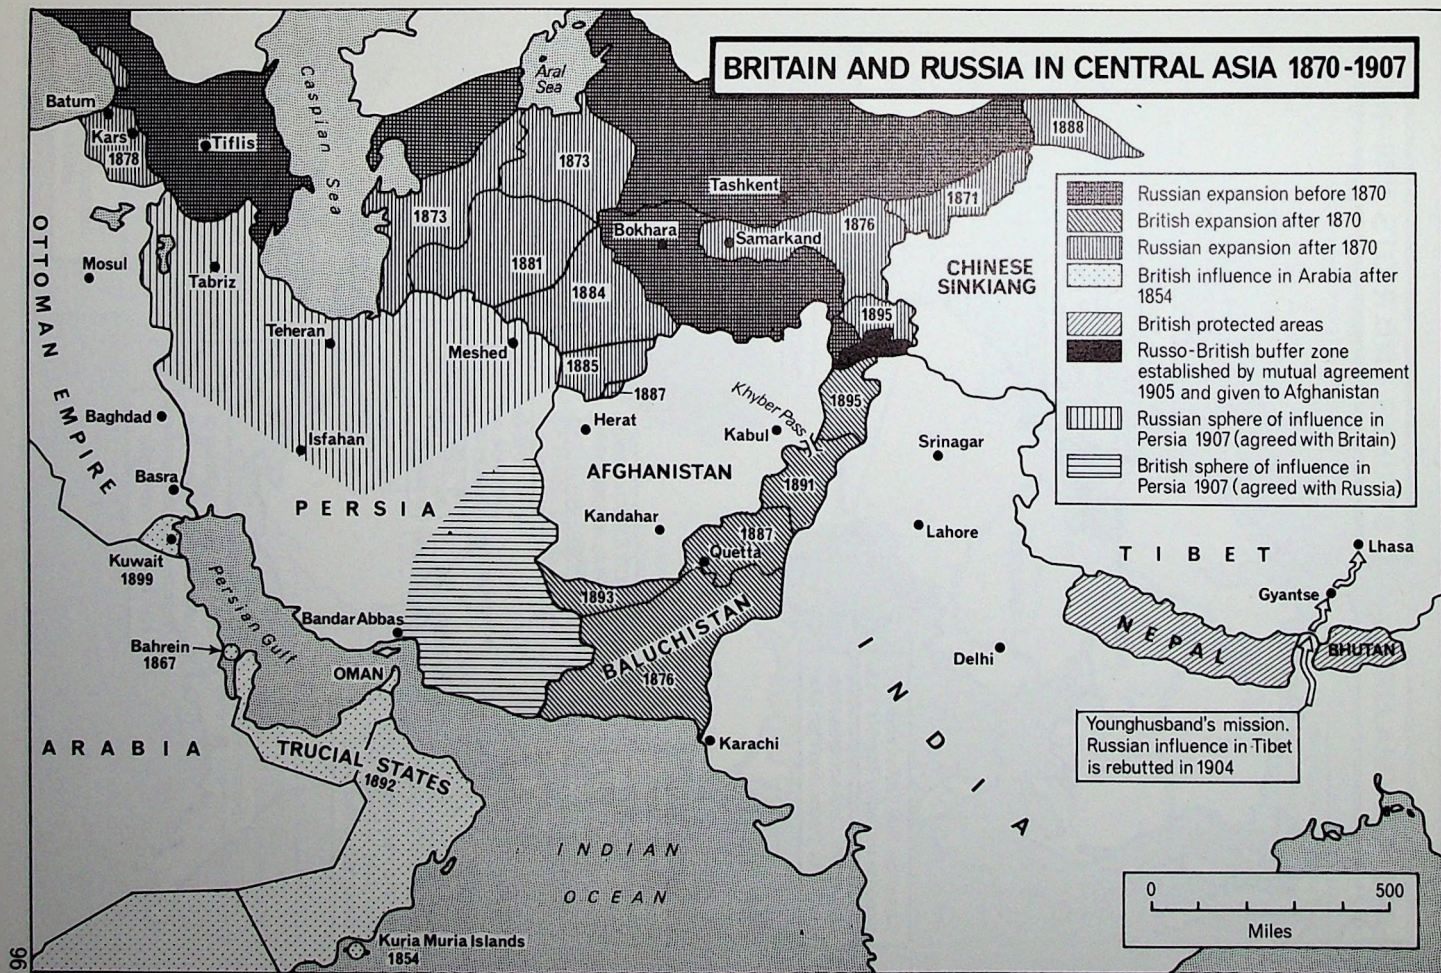 BRITAIN AND RUSSIA IN CENTRAL ASIA 1870-1907
Russian expansion before 1870
British expansion after 1870
Russian expansion after 1870
British influence in Arabia after
1854
British protected areas
Russo-British buffer zone
established by mutual agreement
1905 and given to Afghanistan
Russian sphere of influence in
Persia 1907 (agreed with Britain)
British sphere of influence in
Persia 1907 (agreed with Russia)
Caspian Sea
Aral
Sea
Batum
Kars
1878
Tiflis
1873
1873
1888
Tashkent
1871
1876
Bokhara
Samarkand
1881
1884
CHINESE
SINKIANG
1895
OTTOMAN EMPIRE
Mosul
Tabriz
Teheran
Meshed
1885
1887
Khyber Pass
1895
Herat
Kabul
Srinagar
Baghdad
Isfahan
AFGHANISTAN
Basra
PERSIA
1891
Kandahar
1887
Quetta
Lahore
TIBET
Lhasa
Kuwait
1899
Persian Gulf
1893
BALUCHISTAN
1876
Gyantse
NEPAL
BHUTAN
Bandar Abbas
Bahrein
1867
OMAN
Delhi
INDIA
Younghusband's mission.
Russian influence in Tibet
is rebutted in 1904
ARABIA
TRUCIAL STATES
1892
Karachi
INDIAN
OCEAN
0 500
Miles
Kuria Muria Islands
1854
96